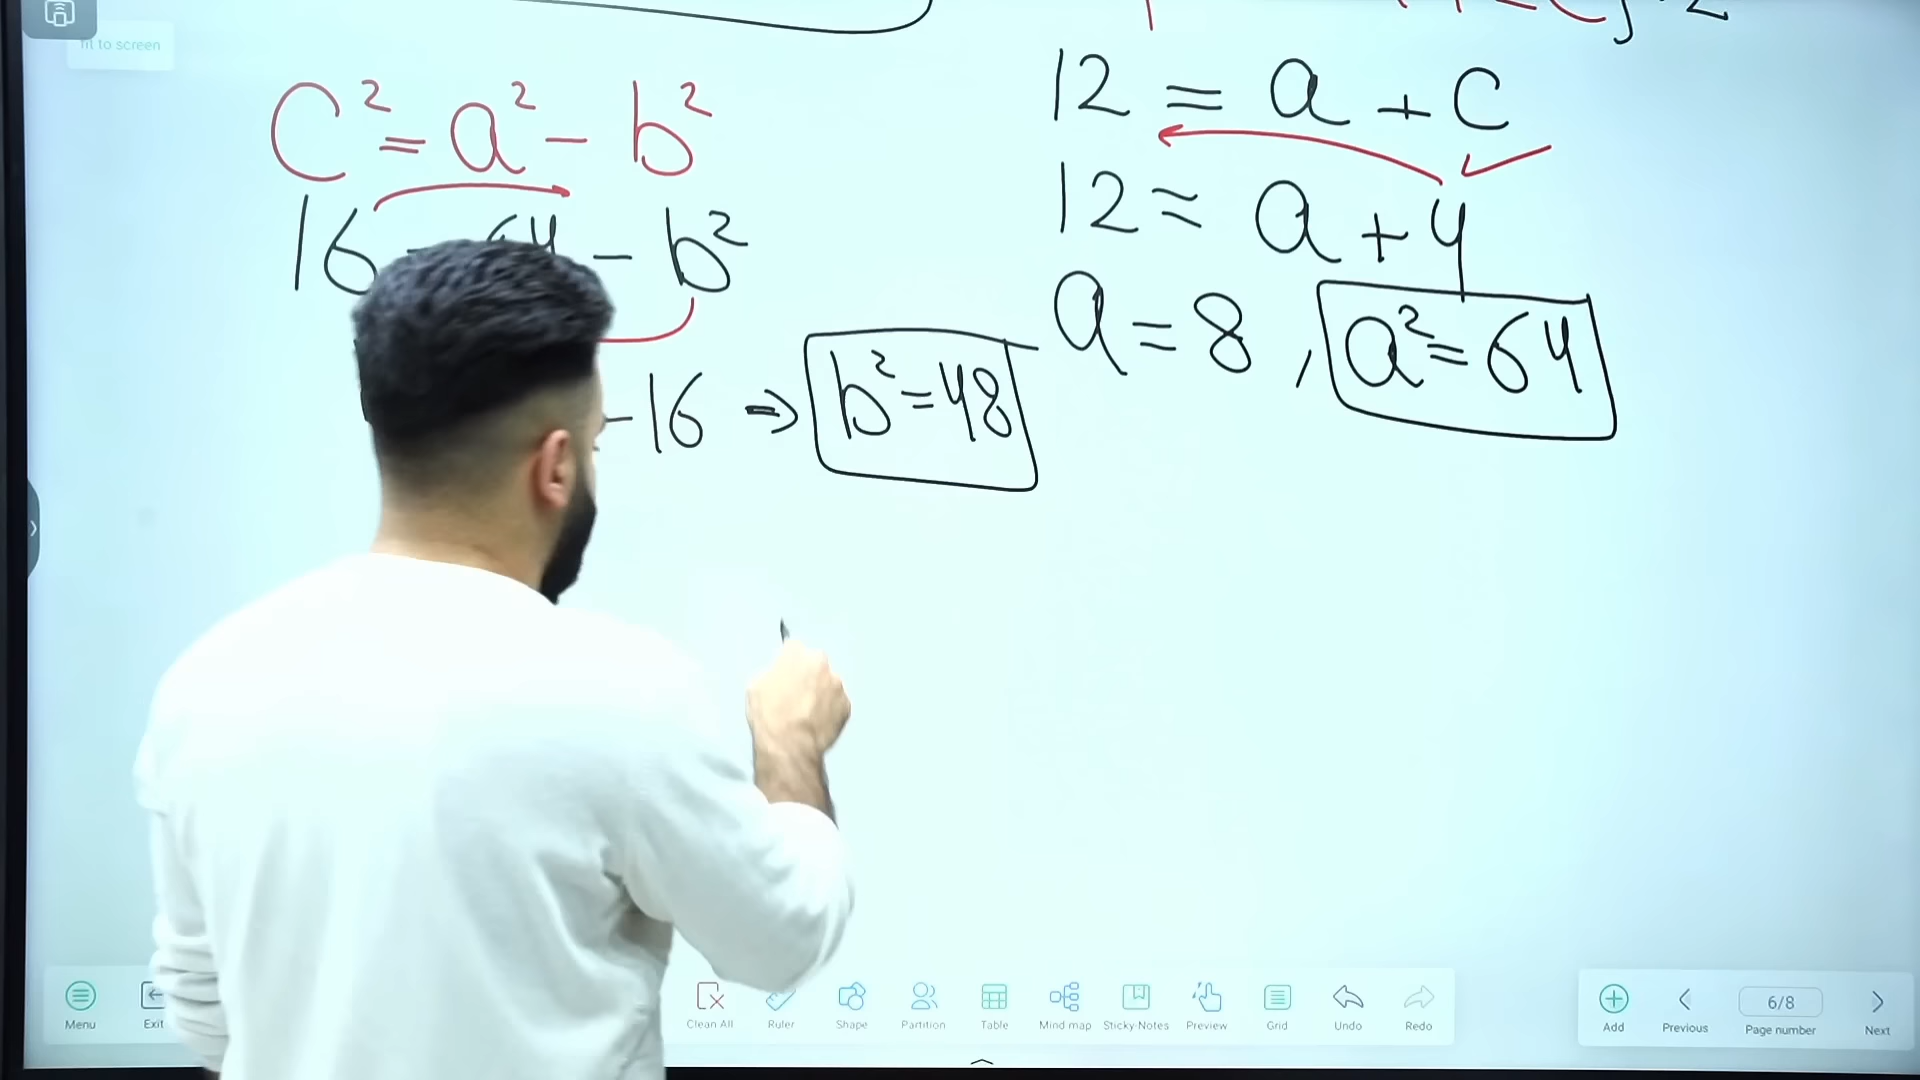 fit to screen
12 = a + c
c² = a² - b²
12 = a + 4
16 = 64 - b²
a = 8 , a² = 64
- 16 ⇒ b² = 48
Menu Exit Clean All Ruler Shape Partition Table Mind map Sticky Notes Preview Grid Undo Redo Add Previous 6/8 Page number Next